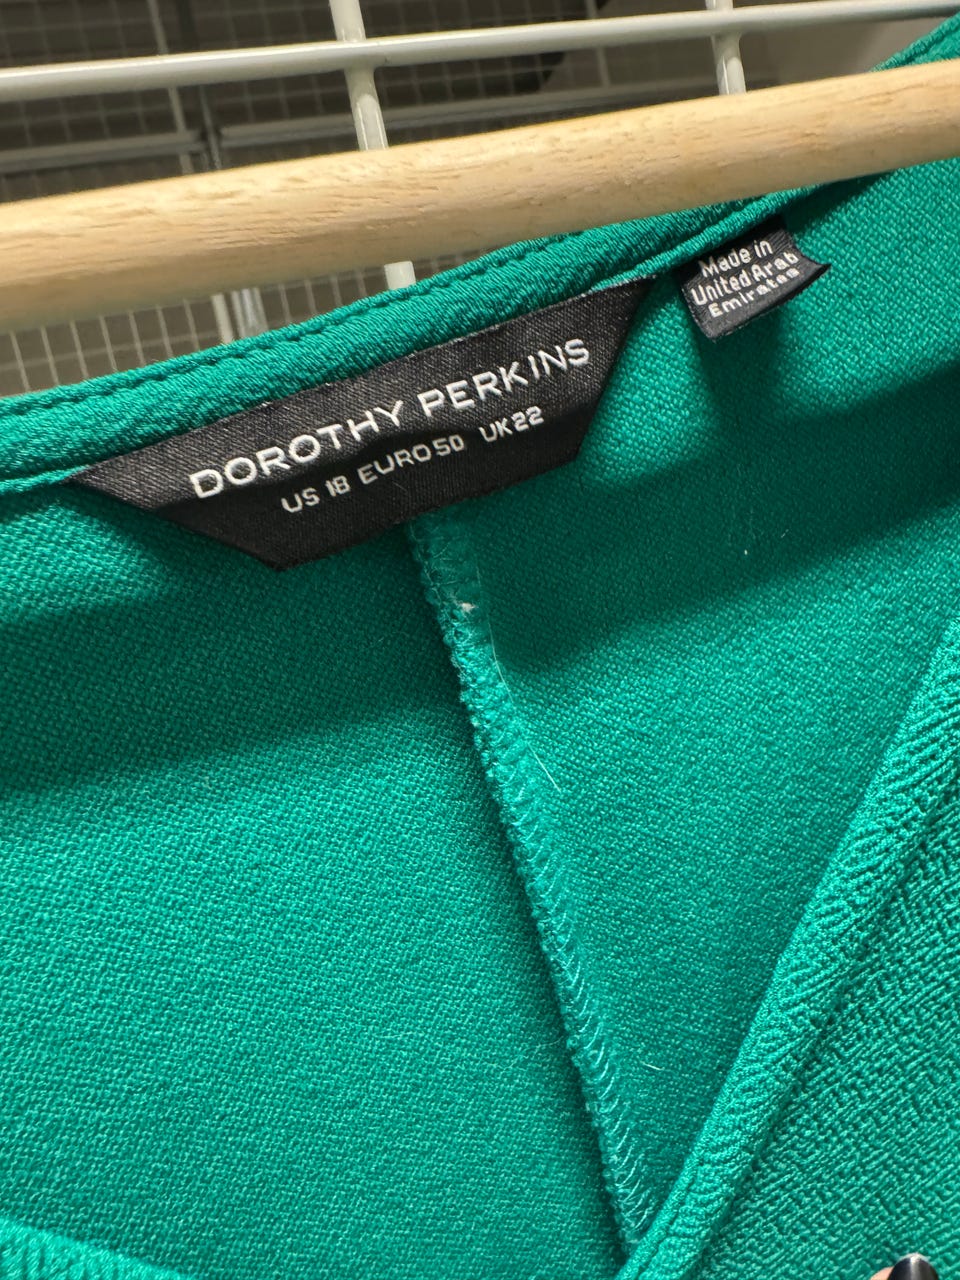 DOROTHY PERKINS
US 18 EURO 50 UK 22
Made in
United Arab
Emirates